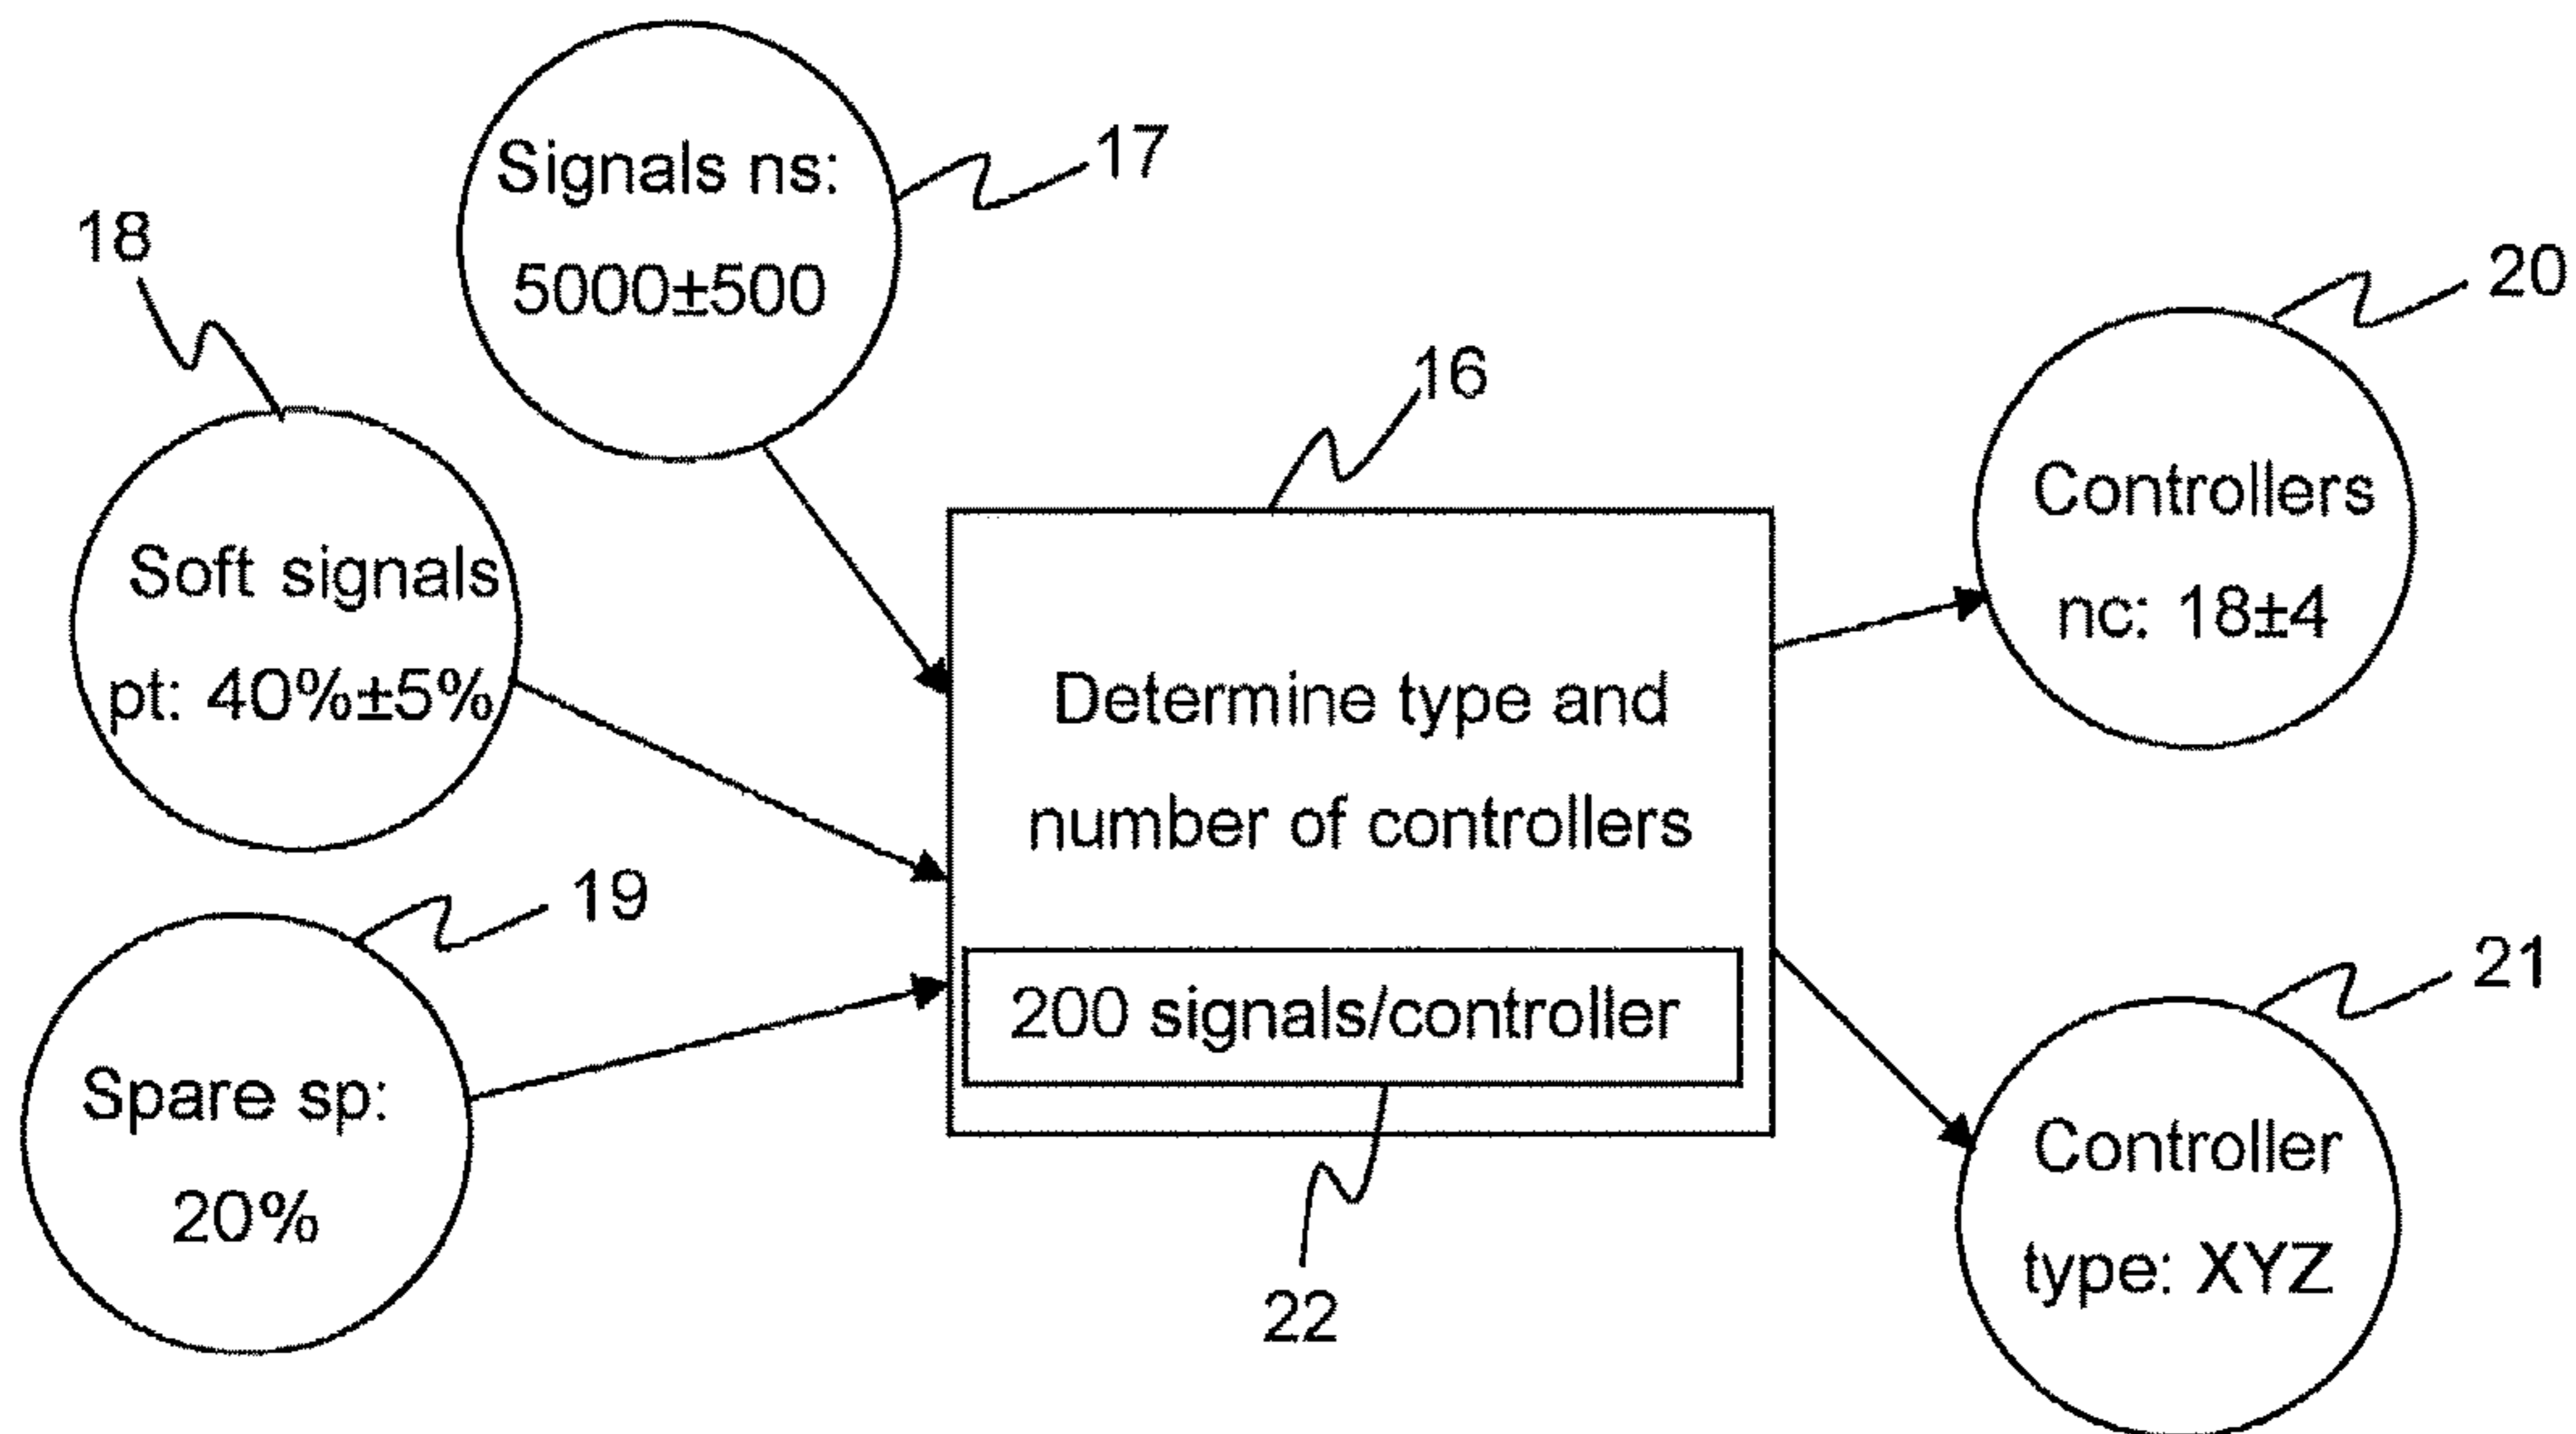 Signals ns:
5000±500
17
18
Soft signals
pt: 40%±5%
19
Spare sp:
20%
16
Determine type and
number of controllers
200 signals/controller
22
20
Controllers
nc: 18±4
21
Controller
type: XYZ